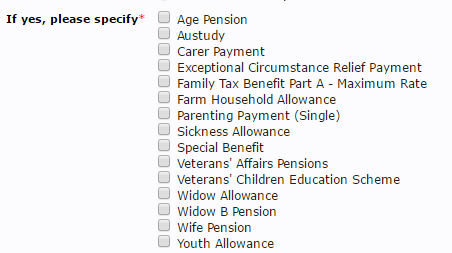 If yes, please specify* Age Pension
Austudy
Carer Payment
Exceptional Circumstance Relief Payment
Family Tax Benefit Part A - Maximum Rate
Farm Household Allowance
Parenting Payment (Single)
Sickness Allowance
Special Benefit
Veterans' Affairs Pensions
Veterans' Children Education Scheme
Widow Allowance
Widow B Pension
Wife Pension
Youth Allowance